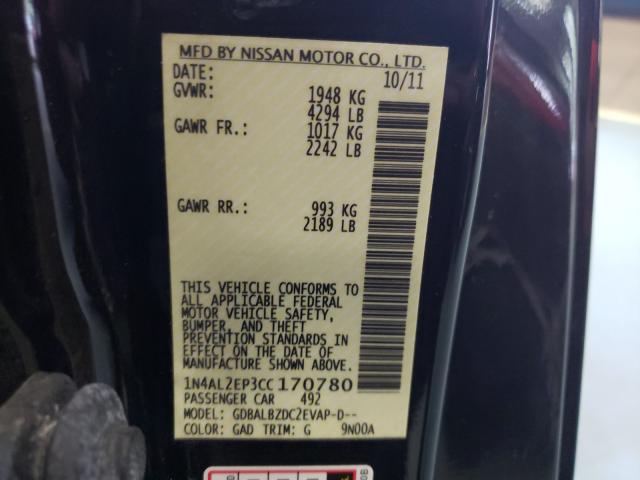 MFD BY NISSAN MOTOR CO., LTD.
DATE: 10/11
GVWR: 1948 KG
4294 LB
GAWR FR.: 1017 KG
2242 LB
GAWR RR.: 993 KG
2189 LB
THIS VEHICLE CONFORMS TO
ALL APPLICABLE FEDERAL
MOTOR VEHICLE SAFETY,
BUMPER, AND THEFT
PREVENTION STANDARDS IN
EFFECT ON THE DATE OF
MANUFACTURE SHOWN ABOVE.
1N4AL2EP3CC170780
PASSENGER CAR 492
MODEL: GDBALBZDC2EVAP-D--
COLOR: GAD TRIM: G 9N00A